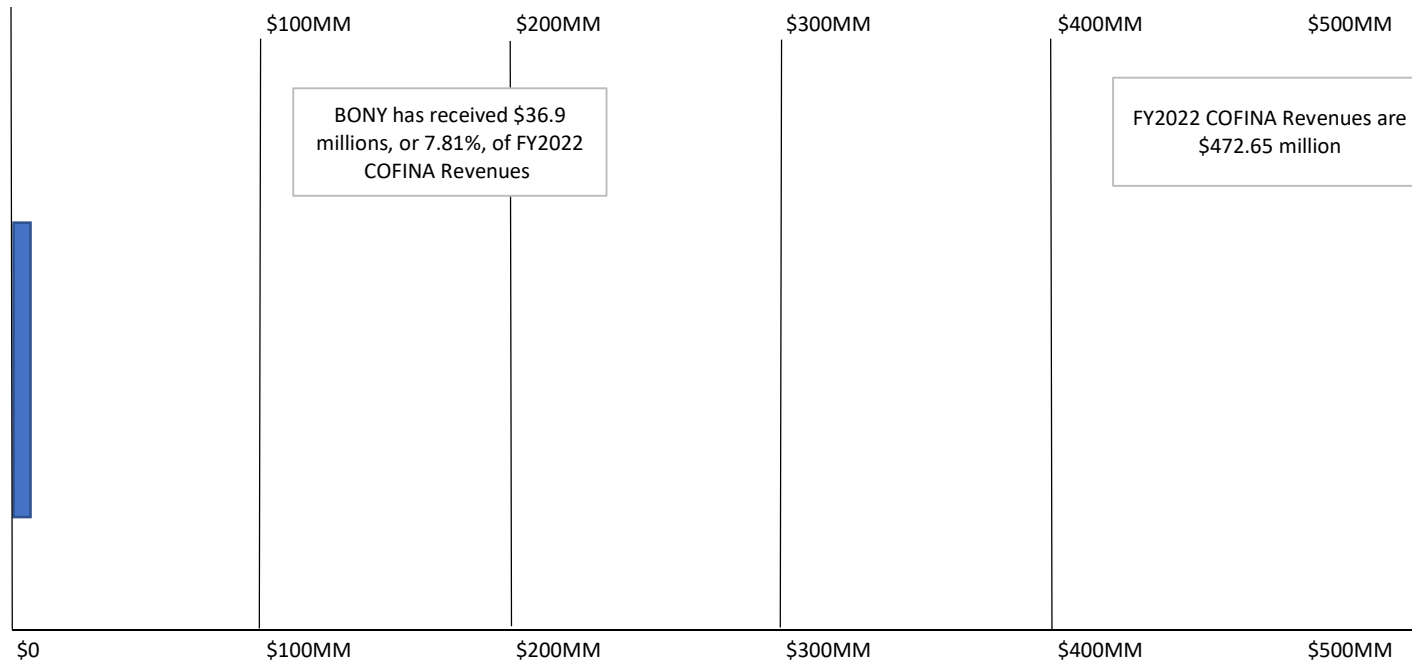 $100MM $200MM $300MM $400MM $500MM
BONY has received $36.9
millions, or 7.81%, of FY2022
COFINA Revenues
FY2022 COFINA Revenues are
$472.65 million
$0 $100MM $200MM $300MM $400MM $500MM